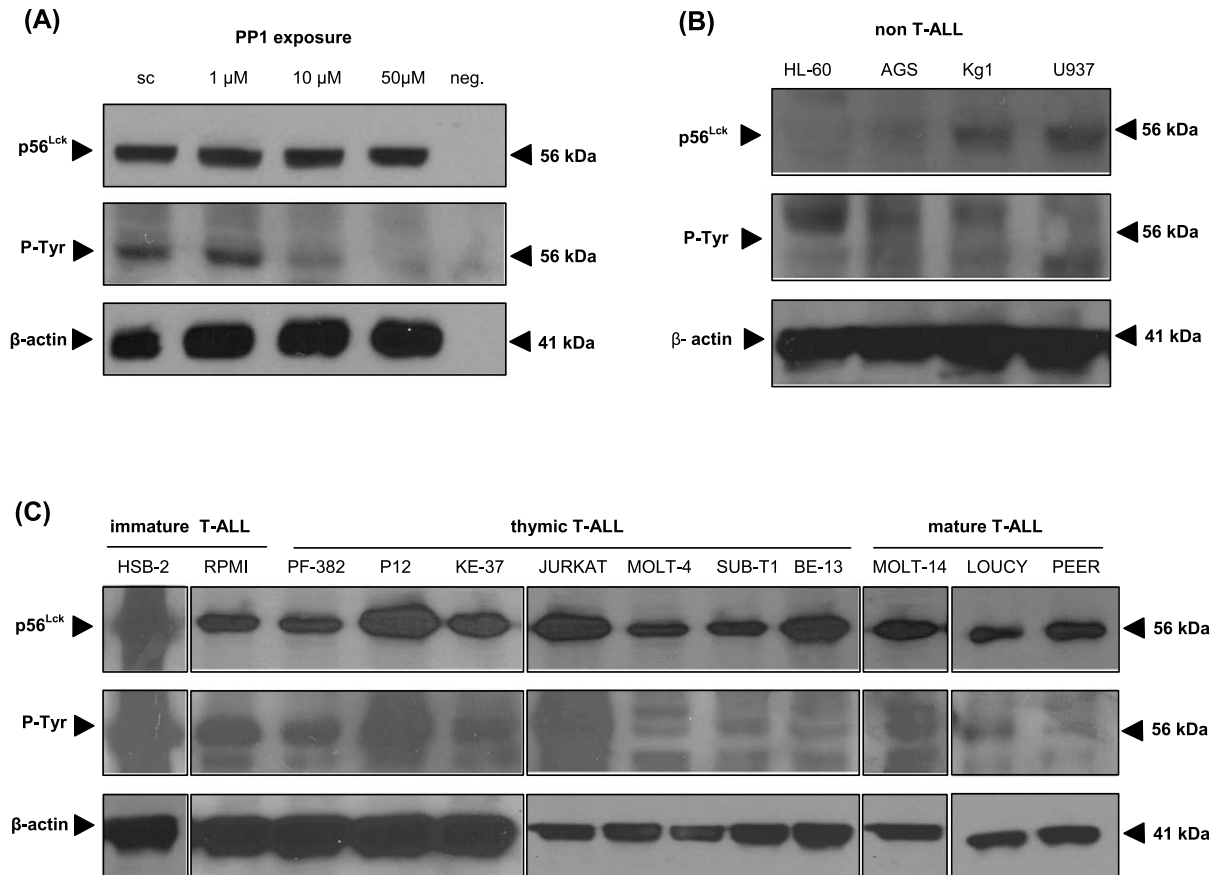 (A)
PP1 exposure
sc 1 µM 10 µM 50µM neg.
p56Lck 56 kDa
P-Tyr 56 kDa
β-actin 41 kDa
(B)
non T-ALL
HL-60 AGS Kg1 U937
p56Lck 56 kDa
P-Tyr 56 kDa
β- actin 41 kDa
(C)
immature T-ALL thymic T-ALL mature T-ALL
HSB-2 RPMI PF-382 P12 KE-37 JURKAT MOLT-4 SUB-T1 BE-13 MOLT-14 LOUCY PEER
p56Lck 56 kDa
P-Tyr 56 kDa
β-actin 41 kDa